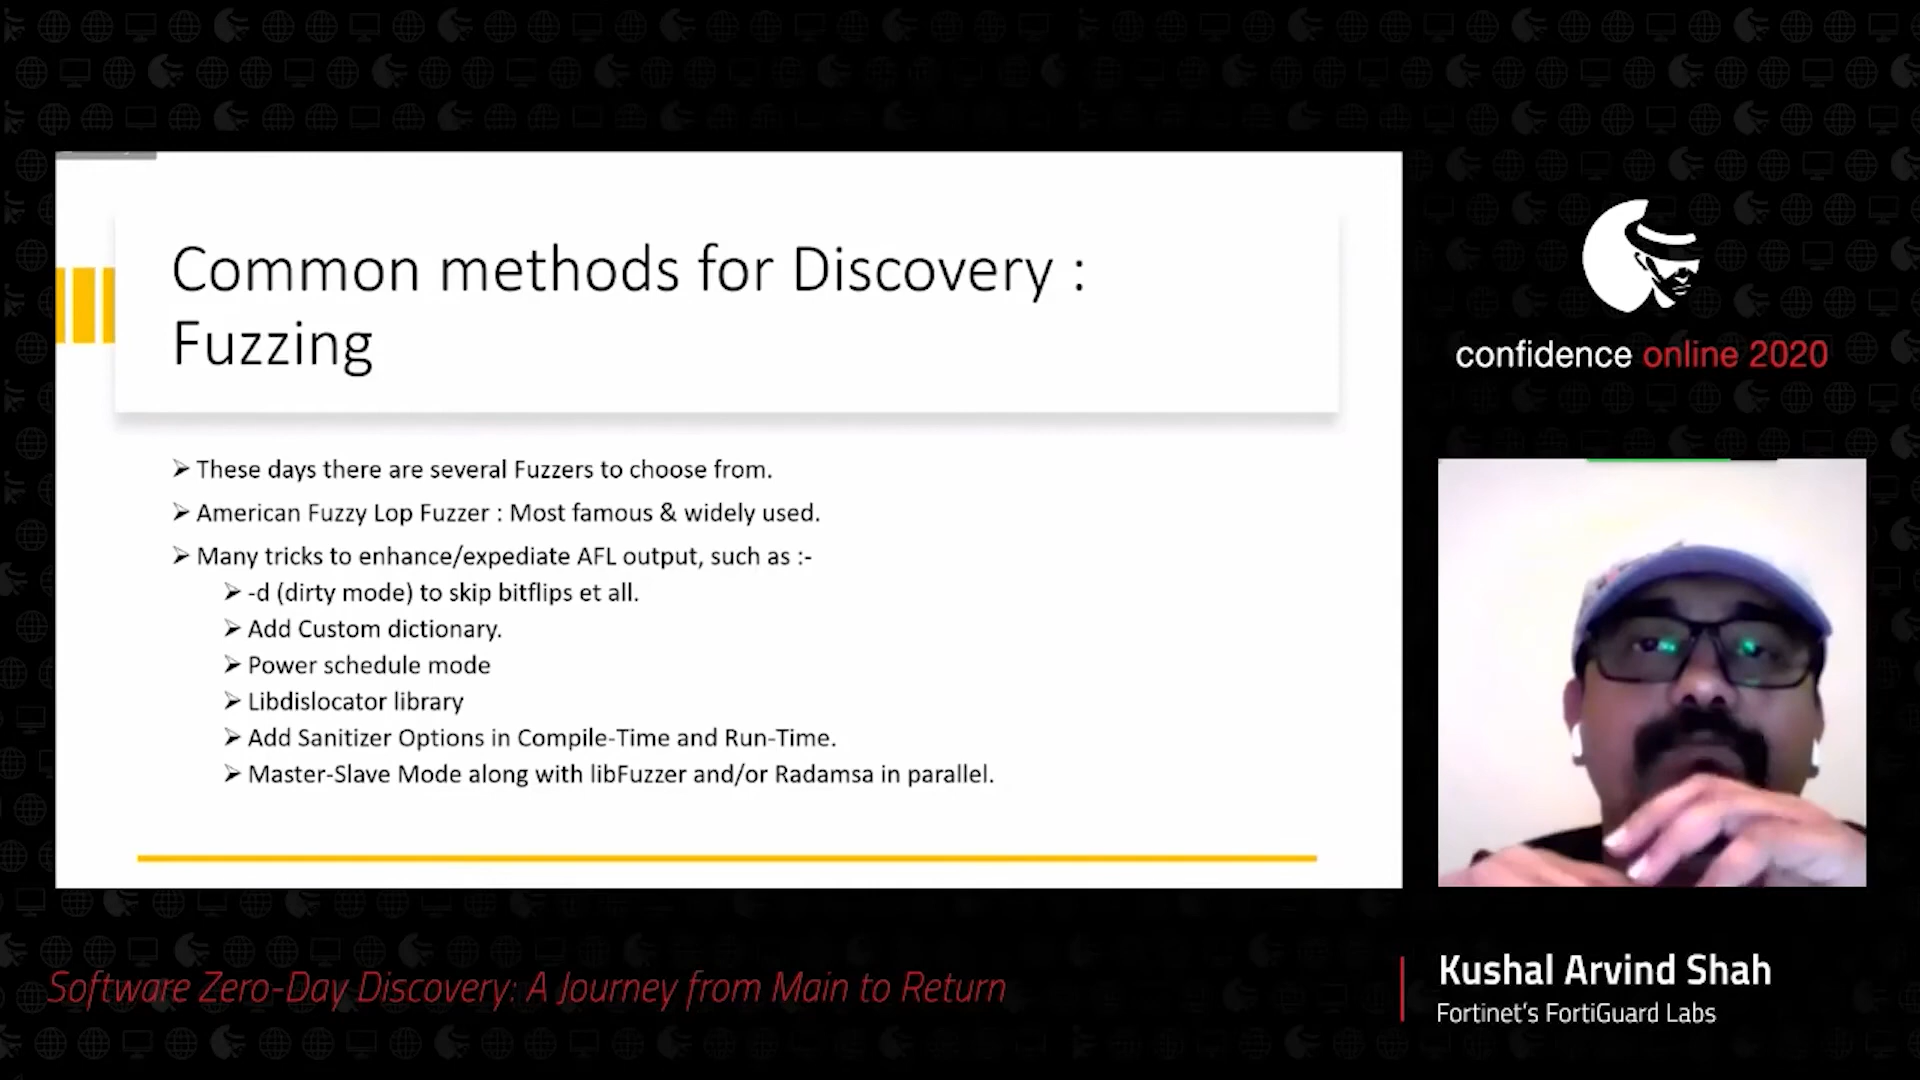 Common methods for Discovery :
Fuzzing
These days there are several Fuzzers to choose from.
American Fuzzy Lop Fuzzer : Most famous & widely used.
Many tricks to enhance/expediate AFL output, such as :-
-d (dirty mode) to skip bitflips et all.
Add Custom dictionary.
Power schedule mode
Libdislocator library
Add Sanitizer Options in Compile-Time and Run-Time.
Master-Slave Mode along with libFuzzer and/or Radamsa in parallel.
confidence online 2020
Software Zero-Day Discovery: A Journey from Main to Return
Kushal Arvind Shah
Fortinet's FortiGuard Labs